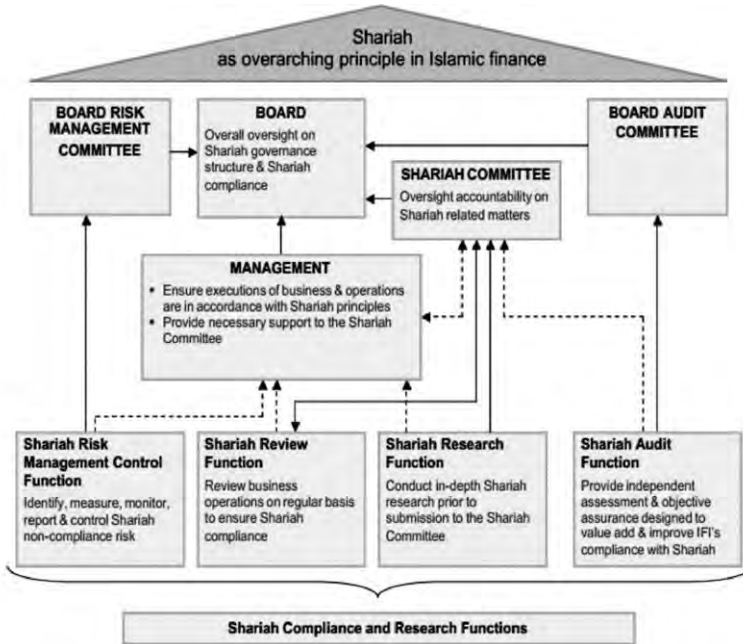 Shariah
as overarching principle in Islamic finance
BOARD RISK
MANAGEMENT
COMMITTEE
BOARD
Overall oversight on
Shariah governance
structure & Shariah
compliance
BOARD AUDIT
COMMITTEE
SHARIAH COMMITTEE
Oversight accountability on
Shariah related matters
MANAGEMENT
• Ensure executions of business & operations
are in accordance with Shariah principles
• Provide necessary support to the Shariah
Committee
Shariah Risk
Management Control
Function
Identify, measure, monitor,
report & control Shariah
non-compliance risk
Shariah Review
Function
Review business
operations on regular basis
to ensure Shariah
compliance
Shariah Research
Function
Conduct in-depth Shariah
research prior to
submission to the Shariah
Committee
Shariah Audit
Function
Provide independent
assessment & objective
assurance designed to
value add & improve IFI's
compliance with Shariah
Shariah Compliance and Research Functions